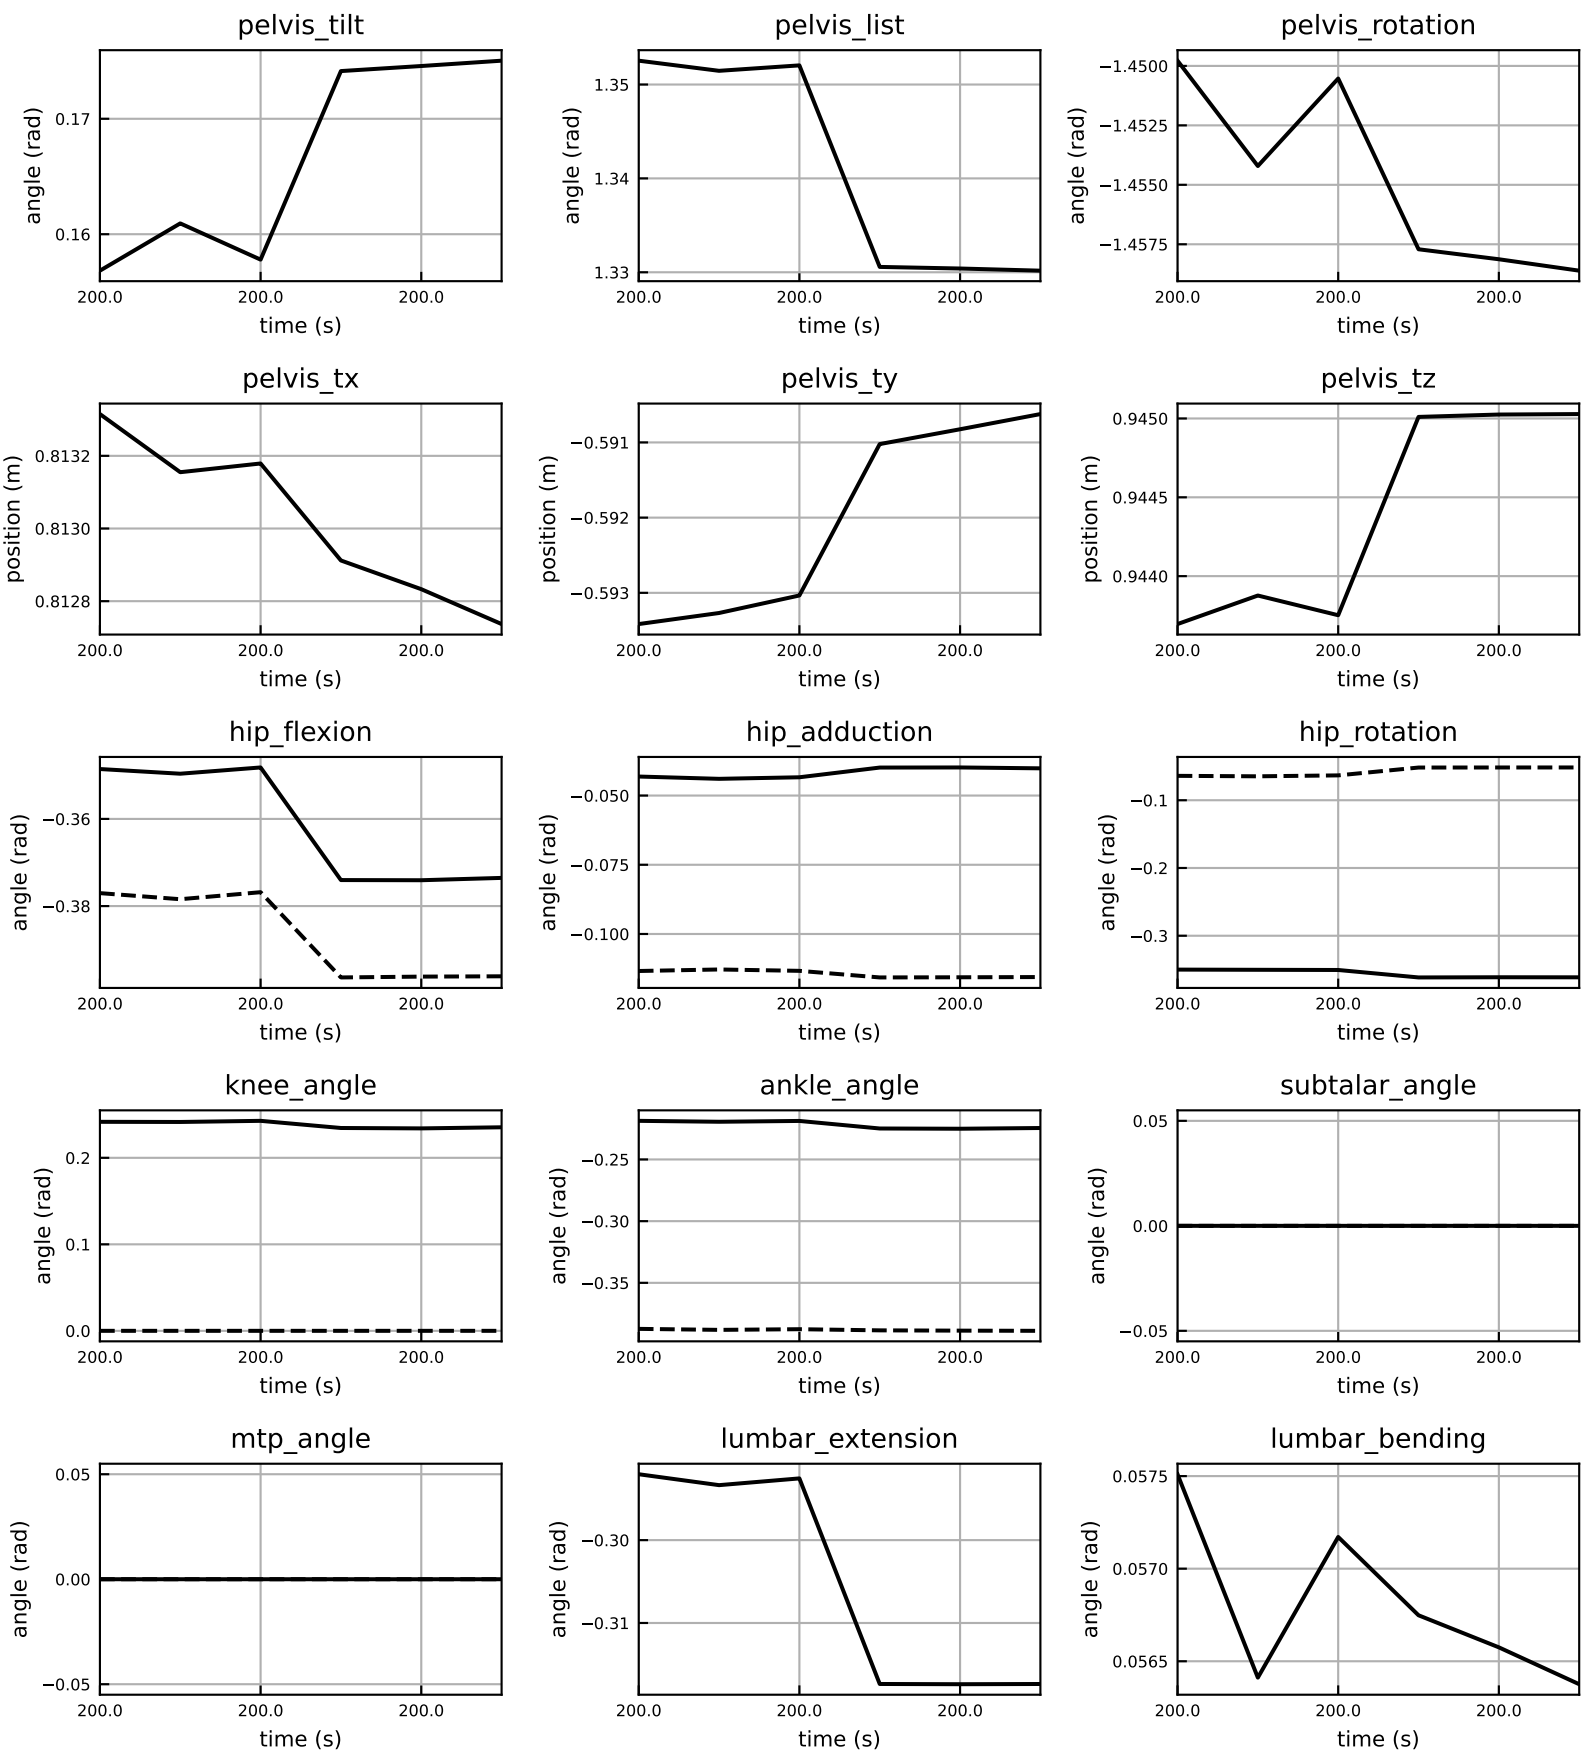 pelvis_tilt
angle (rad)
0.17
0.16
200.0 200.0 200.0
time (s)
pelvis_list
angle (rad)
1.35
1.34
1.33
200.0 200.0 200.0
time (s)
pelvis_rotation
angle (rad)
−1.4500
−1.4525
−1.4550
−1.4575
200.0 200.0 200.0
time (s)
pelvis_tx
position (m)
0.8132
0.8130
0.8128
200.0 200.0 200.0
time (s)
pelvis_ty
position (m)
−0.591
−0.592
−0.593
200.0 200.0 200.0
time (s)
pelvis_tz
position (m)
0.9450
0.9445
0.9440
200.0 200.0 200.0
time (s)
hip_flexion
angle (rad)
−0.36
−0.38
200.0 200.0 200.0
time (s)
hip_adduction
angle (rad)
−0.050
−0.075
−0.100
200.0 200.0 200.0
time (s)
hip_rotation
angle (rad)
−0.1
−0.2
−0.3
200.0 200.0 200.0
time (s)
knee_angle
angle (rad)
0.2
0.1
0.0
200.0 200.0 200.0
time (s)
ankle_angle
angle (rad)
−0.25
−0.30
−0.35
200.0 200.0 200.0
time (s)
subtalar_angle
angle (rad)
0.05
0.00
−0.05
200.0 200.0 200.0
time (s)
mtp_angle
angle (rad)
0.05
0.00
−0.05
200.0 200.0 200.0
time (s)
lumbar_extension
angle (rad)
−0.30
−0.31
200.0 200.0 200.0
time (s)
lumbar_bending
angle (rad)
0.0575
0.0570
0.0565
200.0 200.0 200.0
time (s)